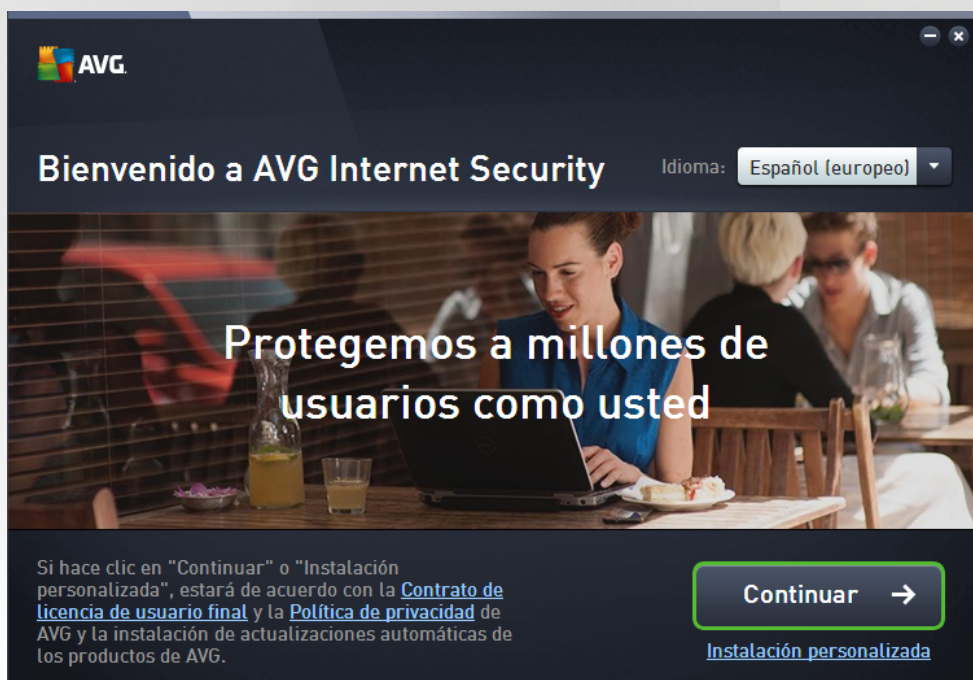 AVG.
Bienvenido a AVG Internet Security
Idioma: Español (europeo)
Protegemos a millones de
usuarios como usted
Si hace clic en "Continuar" o "Instalación
personalizada", estará de acuerdo con la Contrato de
licencia de usuario final y la Política de privacidad de
AVG y la instalación de actualizaciones automáticas de
los productos de AVG.
Continuar →
Instalación personalizada